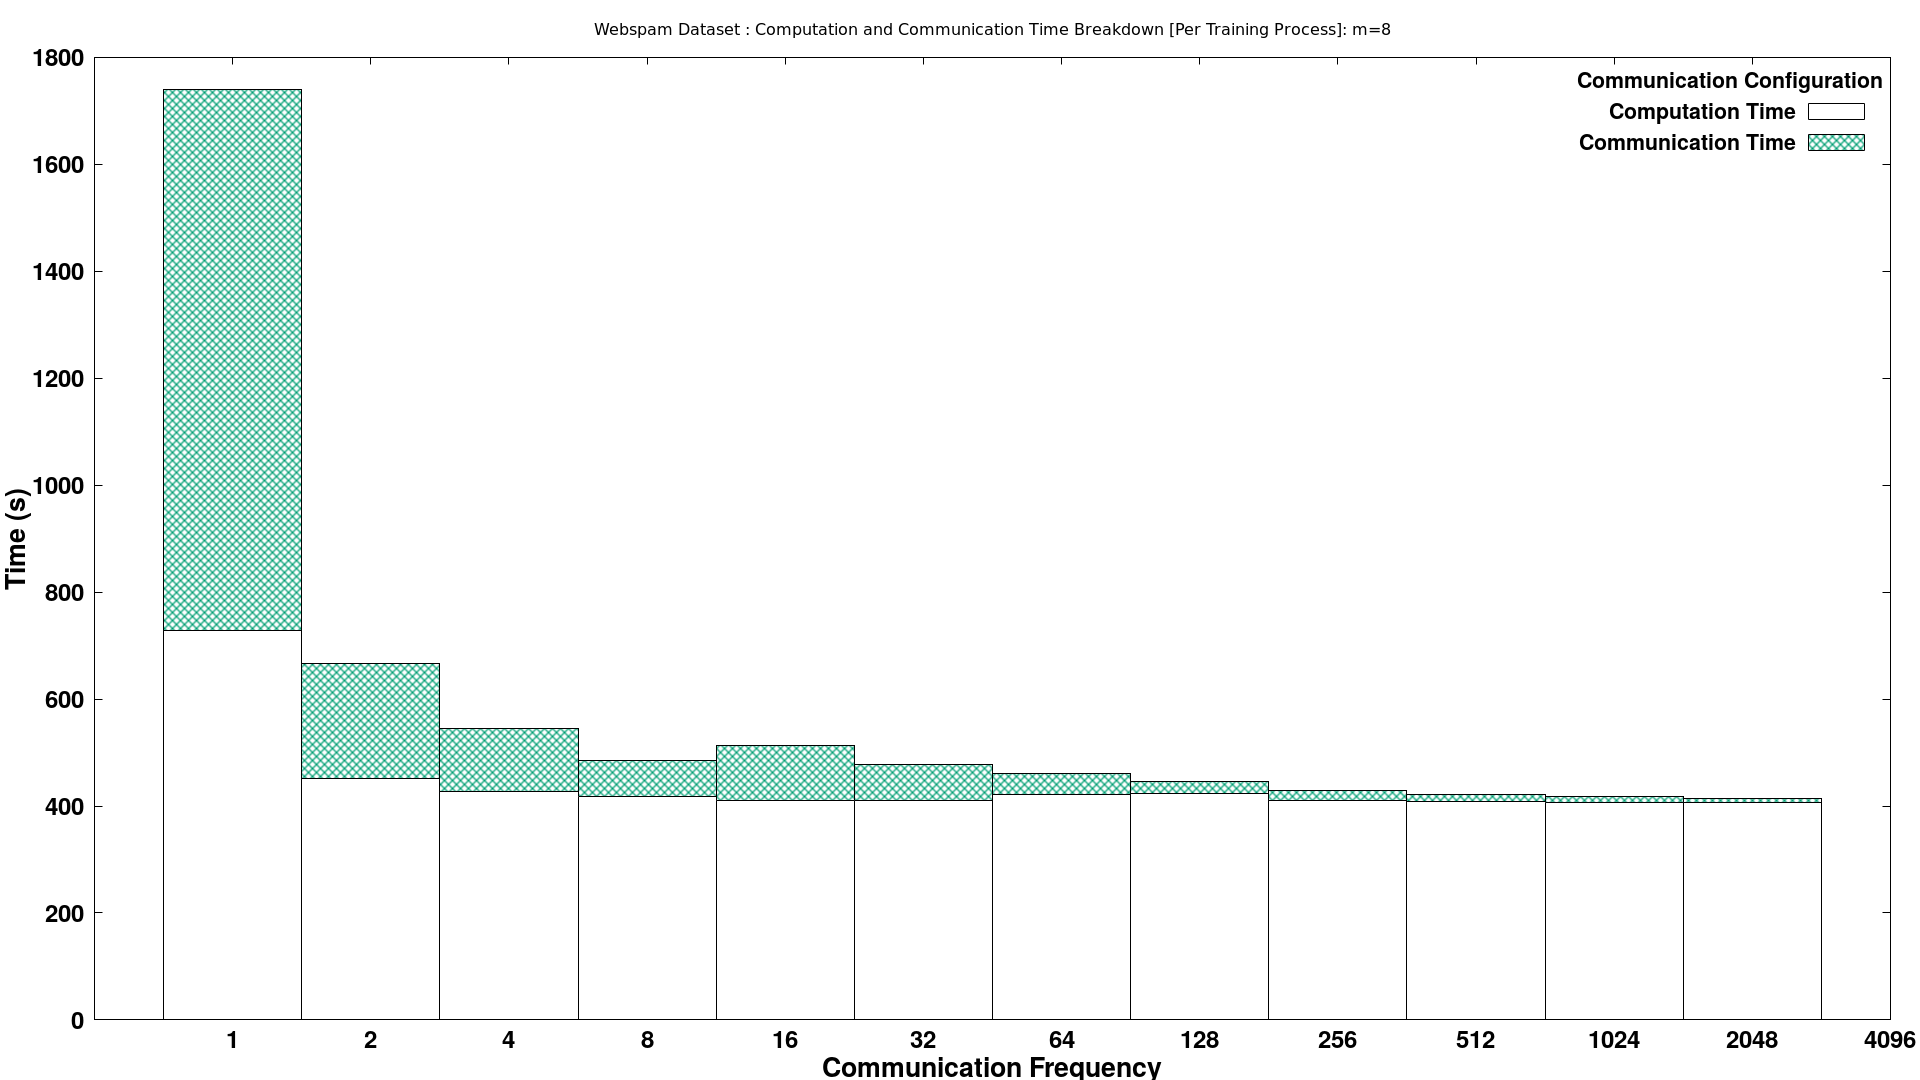 Webspam Dataset : Computation and Communication Time Breakdown [Per Training Process]: m=8
Communication Configuration
Computation Time
Communication Time
1800
1600
1400
1200
1000
800
600
400
200
0
Time (s)
1 2 4 8 16 32 64 128 256 512 1024 2048 4096
Communication Frequency